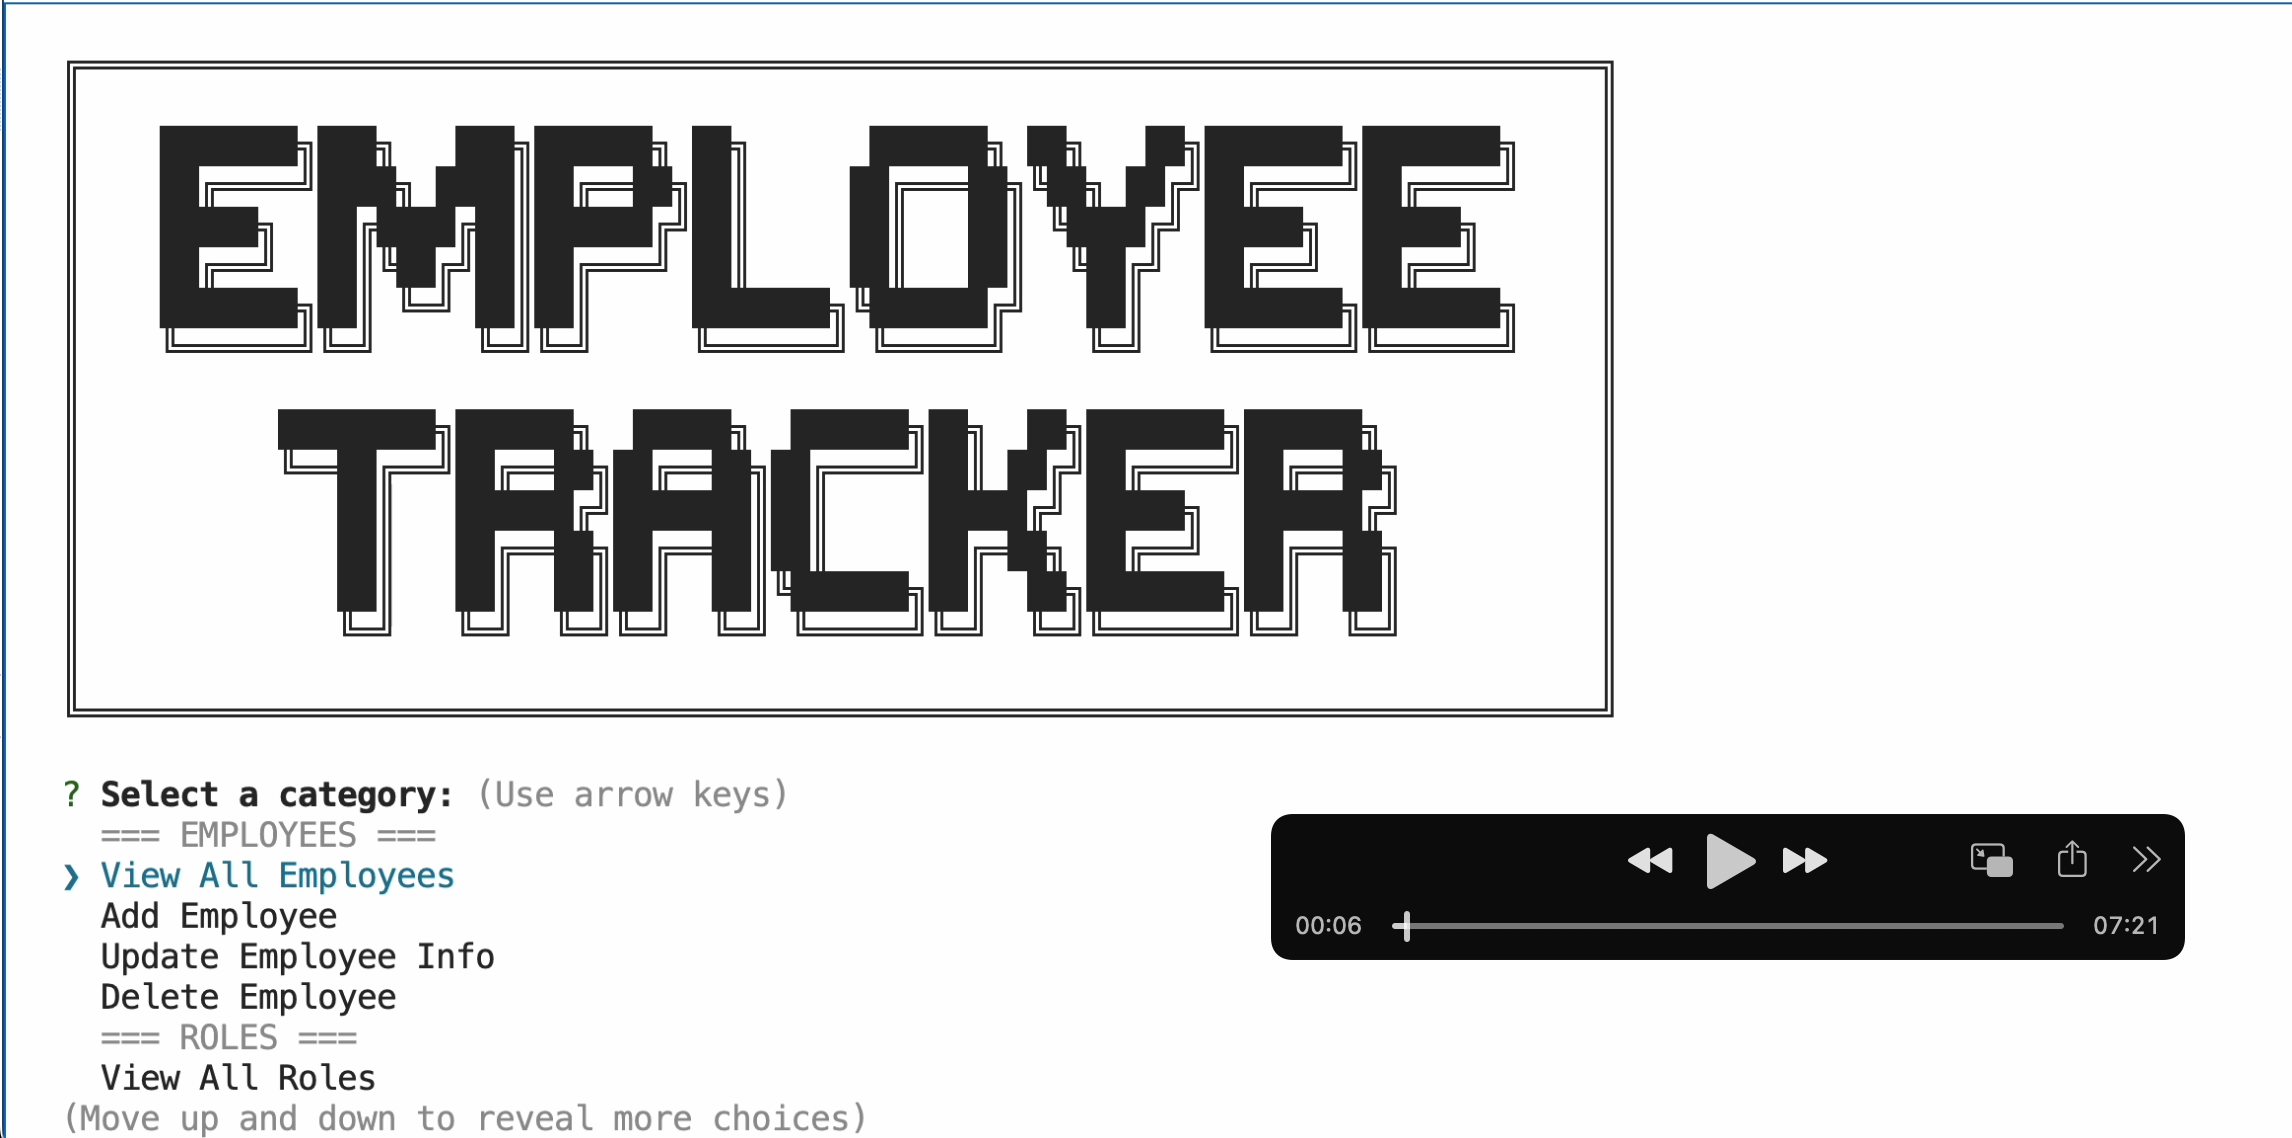 EMPLOYEE
TRACKER
? Select a category: (Use arrow keys)
=== EMPLOYEES ===
❯ View All Employees
Add Employee
Update Employee Info
Delete Employee
=== ROLES ===
View All Roles
(Move up and down to reveal more choices)
00:06 07:21